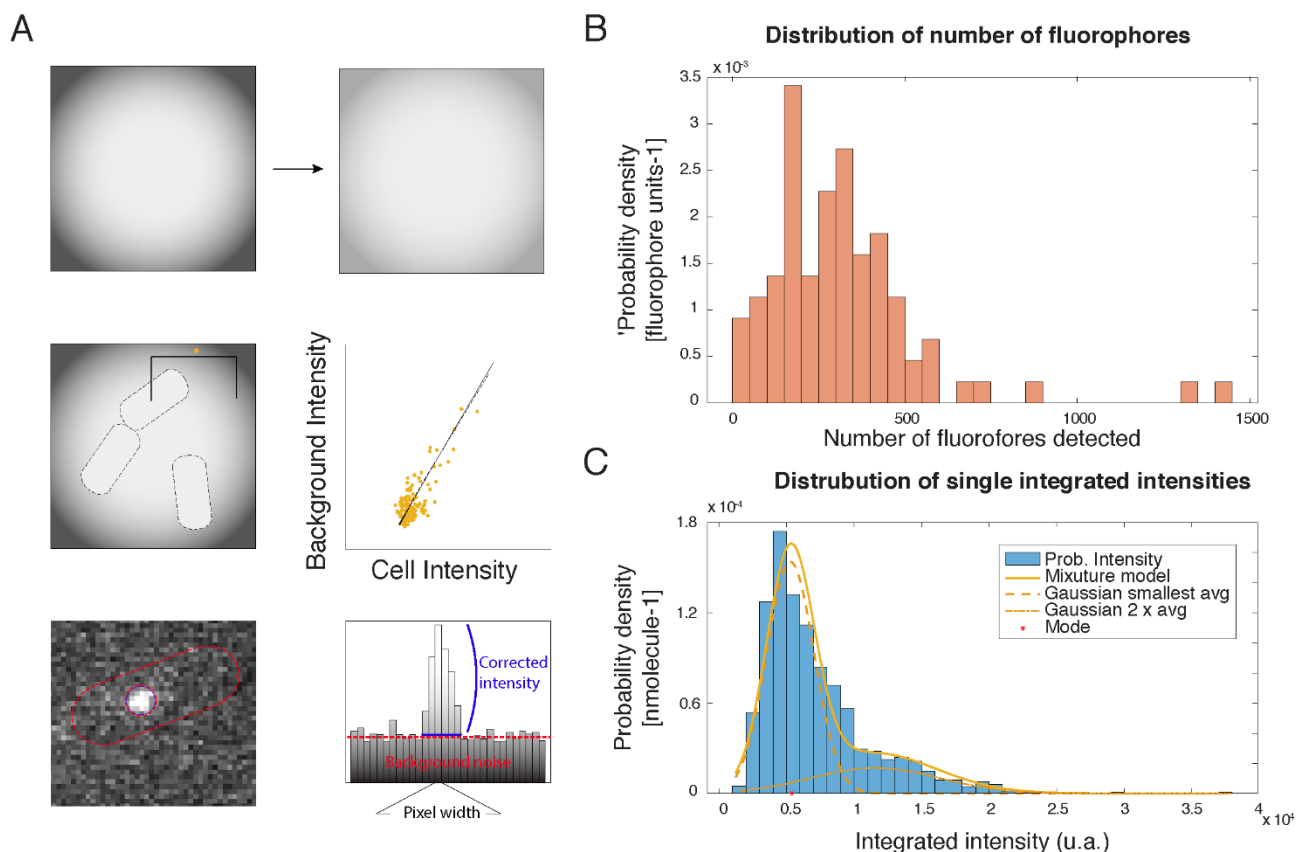 A
Background Intensity
Cell Intensity
Corrected
intensity
Background noise
Pixel width
B
Distribution of number of fluorophores
x 10-3
3.5
3
2.5
2
1.5
1
0.5
0
'Probability density
[fluorophore units-1]
0 500 1000 1500
Number of fluorofores detected
C
Distrubution of single integrated intensities
x 10-4
1.8
1.2
0.6
0
Probability density
[nmolecule-1]
Prob. Intensity
Mixuture model
Gaussian smallest avg
Gaussian 2 x avg
Mode
0 0.5 1 1.5 2 2.5 3 3.5 4
x 10⁴
Integrated intensity (u.a.)